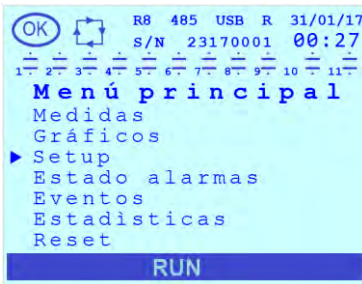 OK R8 485 USB R 31/01/17
S/N 23170001 00:27
1 2 3 4 5 6 7 8 9 10 11
Menú principal
Medidas
Gráficos
Setup
Estado alarmas
Eventos
Estadìsticas
Reset
RUN